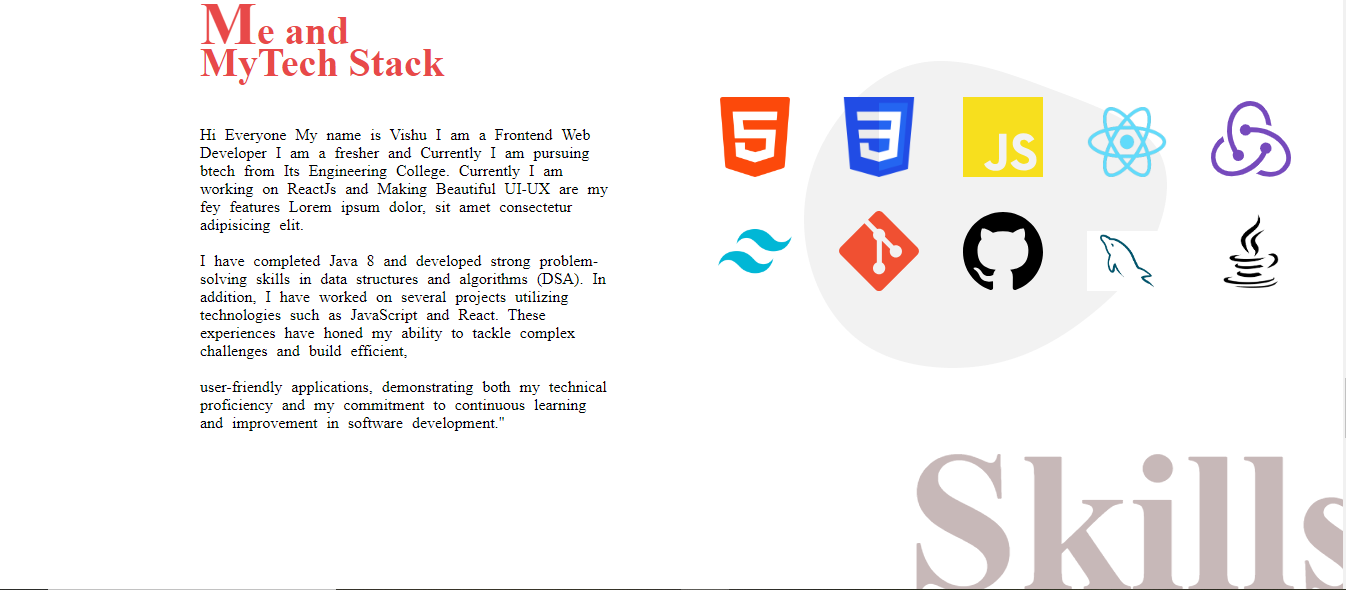 Me and
MyTech Stack
Hi Everyone My name is Vishu I am a Frontend Web
Developer I am a fresher and Currently I am pursuing
btech from Its Engineering College. Currently I am
working on ReactJs and Making Beautiful UI-UX are my
fey features Lorem ipsum dolor, sit amet consectetur
adipisicing elit.
I have completed Java 8 and developed strong problem-
solving skills in data structures and algorithms (DSA). In
addition, I have worked on several projects utilizing
technologies such as JavaScript and React. These
experiences have honed my ability to tackle complex
challenges and build efficient,
user-friendly applications, demonstrating both my technical
proficiency and my commitment to continuous learning
and improvement in software development."
5
3
JS
Skills